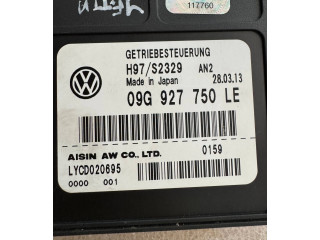 JETTA
117760
GETRIEBESTEUERUNG
H97/S2329 AN2
Made in Japan 28.03.13
09G 927 750 LE
AISIN AW CO., LTD. 0159
LYCD020695
0000 001